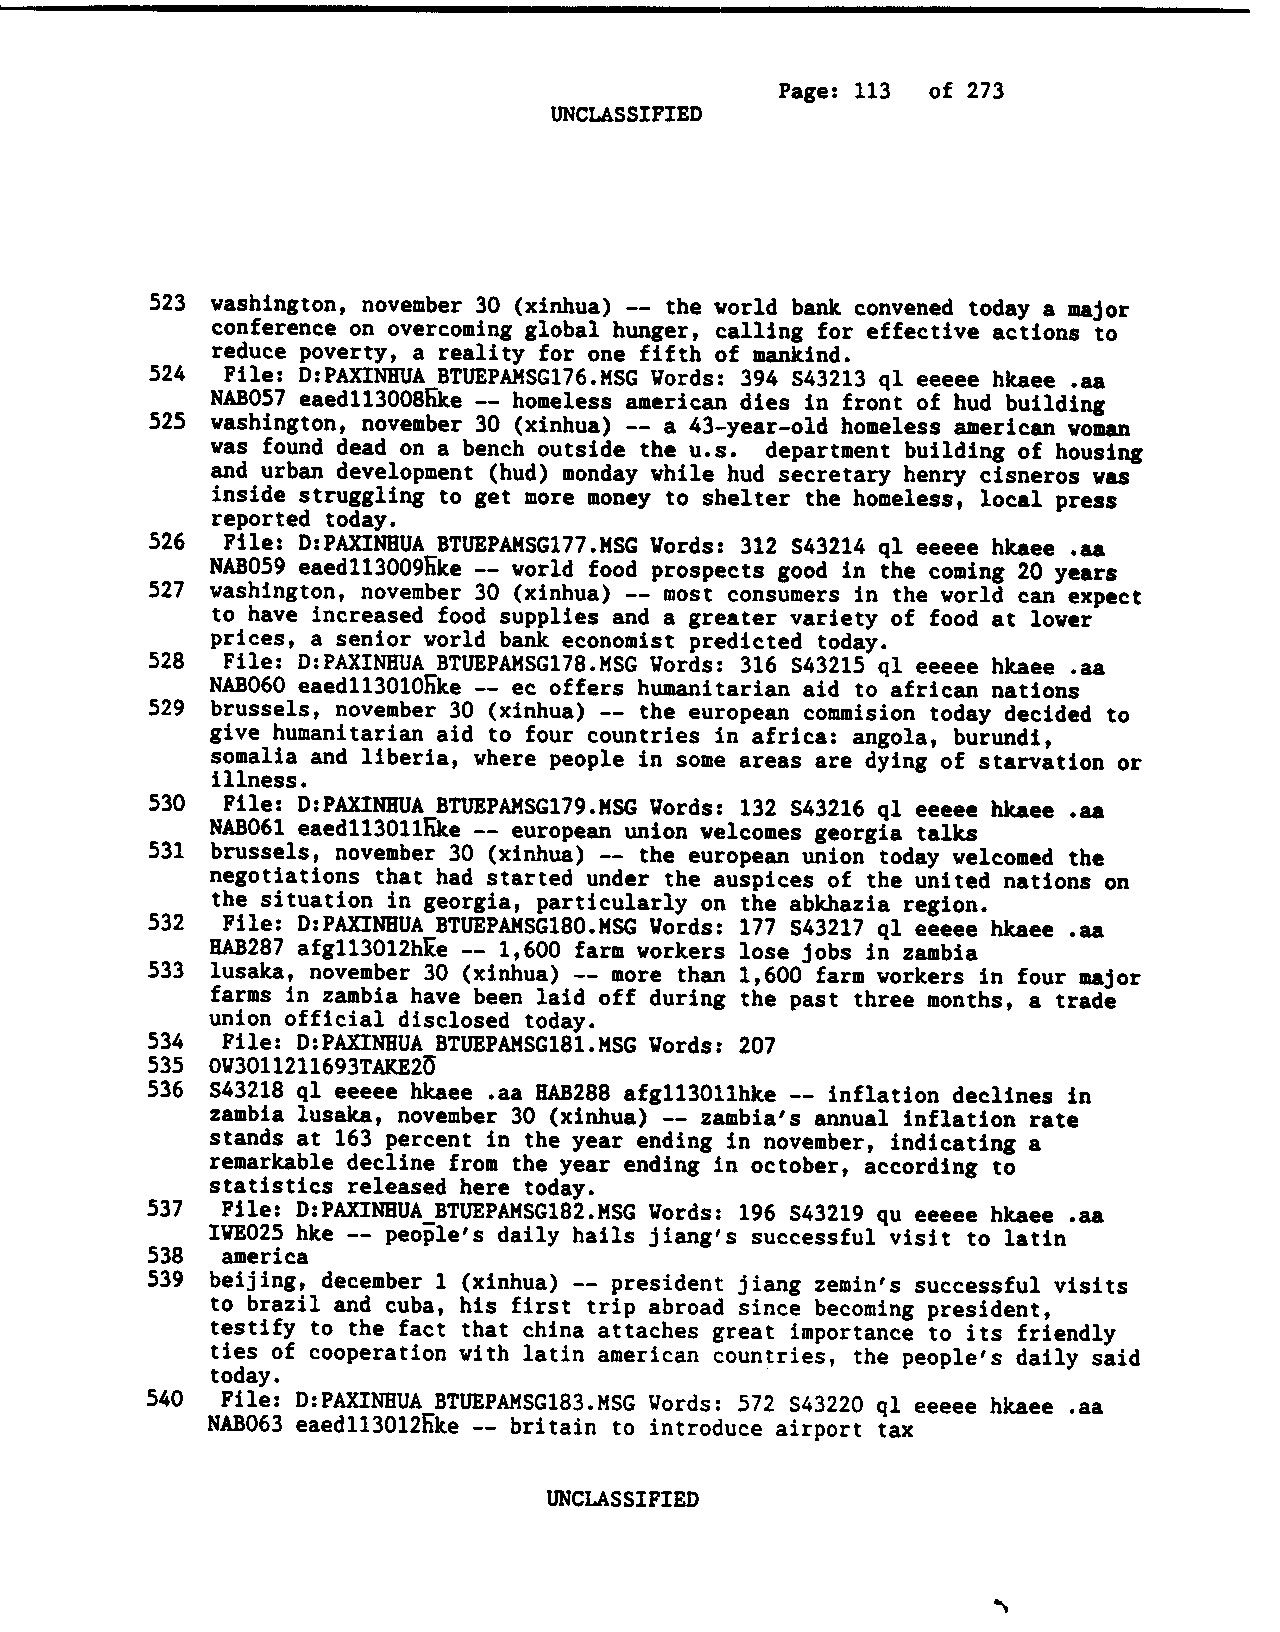 Page: 113 of 273
UNCLASSIFIED
523 washington, november 30 (xinhua) -- the world bank convened today a major
conference on overcoming global hunger, calling for effective actions to
reduce poverty, a reality for one fifth of mankind.
524 File: D:PAXINHUA_BTUEPAMSG176.MSG Words: 394 S43213 ql eeeee hkaee .aa
NAB057 eaed113008hke -- homeless american dies in front of hud building
525 washington, november 30 (xinhua) -- a 43-year-old homeless american woman
was found dead on a bench outside the u.s. department building of housing
and urban development (hud) monday while hud secretary henry cisneros was
inside struggling to get more money to shelter the homeless, local press
reported today.
526 File: D:PAXINHUA_BTUEPAMSG177.MSG Words: 312 S43214 ql eeeee hkaee .aa
NAB059 eaed113009hke -- world food prospects good in the coming 20 years
527 washington, november 30 (xinhua) -- most consumers in the world can expect
to have increased food supplies and a greater variety of food at lower
prices, a senior world bank economist predicted today.
528 File: D:PAXINHUA_BTUEPAMSG178.MSG Words: 316 S43215 ql eeeee hkaee .aa
NAB060 eaed113010hke -- ec offers humanitarian aid to african nations
529 brussels, november 30 (xinhua) -- the european commision today decided to
give humanitarian aid to four countries in africa: angola, burundi,
somalia and liberia, where people in some areas are dying of starvation or
illness.
530 File: D:PAXINHUA_BTUEPAMSG179.MSG Words: 132 S43216 ql eeeee hkaee .aa
NAB061 eaed113011hke -- european union welcomes georgia talks
531 brussels, november 30 (xinhua) -- the european union today welcomed the
negotiations that had started under the auspices of the united nations on
the situation in georgia, particularly on the abkhazia region.
532 File: D:PAXINHUA_BTUEPAMSG180.MSG Words: 177 S43217 ql eeeee hkaee .aa
HAB287 afg113012hke -- 1,600 farm workers lose jobs in zambia
533 lusaka, november 30 (xinhua) -- more than 1,600 farm workers in four major
farms in zambia have been laid off during the past three months, a trade
union official disclosed today.
534 File: D:PAXINHUA_BTUEPAMSG181.MSG Words: 207
535 OW3011211693TAKE20
536 S43218 ql eeeee hkaee .aa HAB288 afg113011hke -- inflation declines in
zambia lusaka, november 30 (xinhua) -- zambia's annual inflation rate
stands at 163 percent in the year ending in november, indicating a
remarkable decline from the year ending in october, according to
statistics released here today.
537 File: D:PAXINHUA_BTUEPAMSG182.MSG Words: 196 S43219 qu eeeee hkaee .aa
IWE025 hke -- people's daily hails jiang's successful visit to latin
538 america
539 beijing, december 1 (xinhua) -- president jiang zemin's successful visits
to brazil and cuba, his first trip abroad since becoming president,
testify to the fact that china attaches great importance to its friendly
ties of cooperation with latin american countries, the people's daily said
today.
540 File: D:PAXINHUA_BTUEPAMSG183.MSG Words: 572 S43220 ql eeeee hkaee .aa
NAB063 eaed113012hke -- britain to introduce airport tax
UNCLASSIFIED